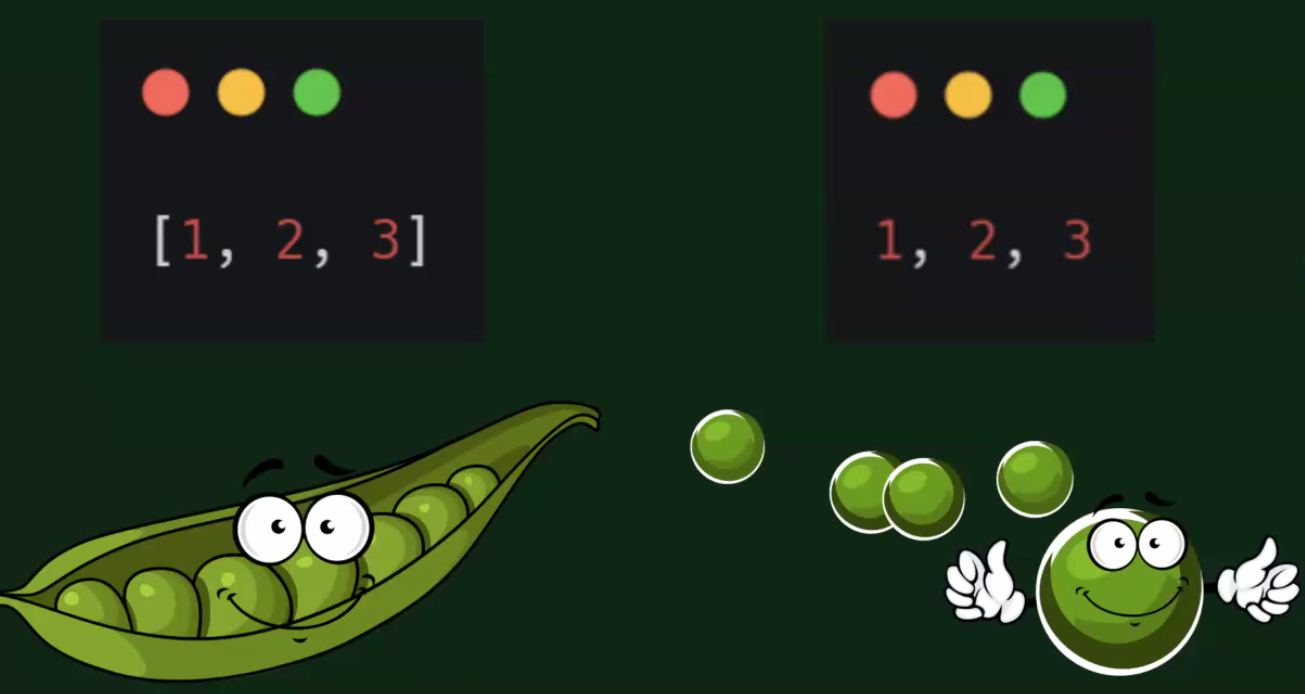 [1, 2, 3]
1, 2, 3